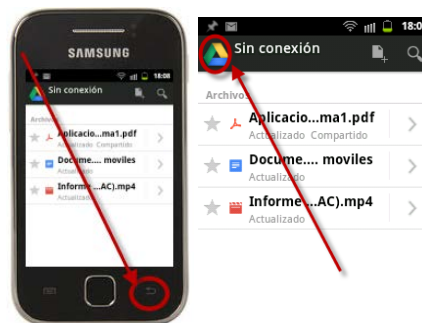 SAMSUNG
18:08
Sin conexión
Archivos
Aplicacio...ma1.pdf
Actualizado Compartido
Docume.... moviles
Actualizado
Informe ...AC).mp4
Actualizado
18:0
Sin conexión
Archivos
Aplicacio...ma1.pdf
Actualizado Compartido
Docume.... moviles
Actualizado
Informe ...AC).mp4
Actualizado